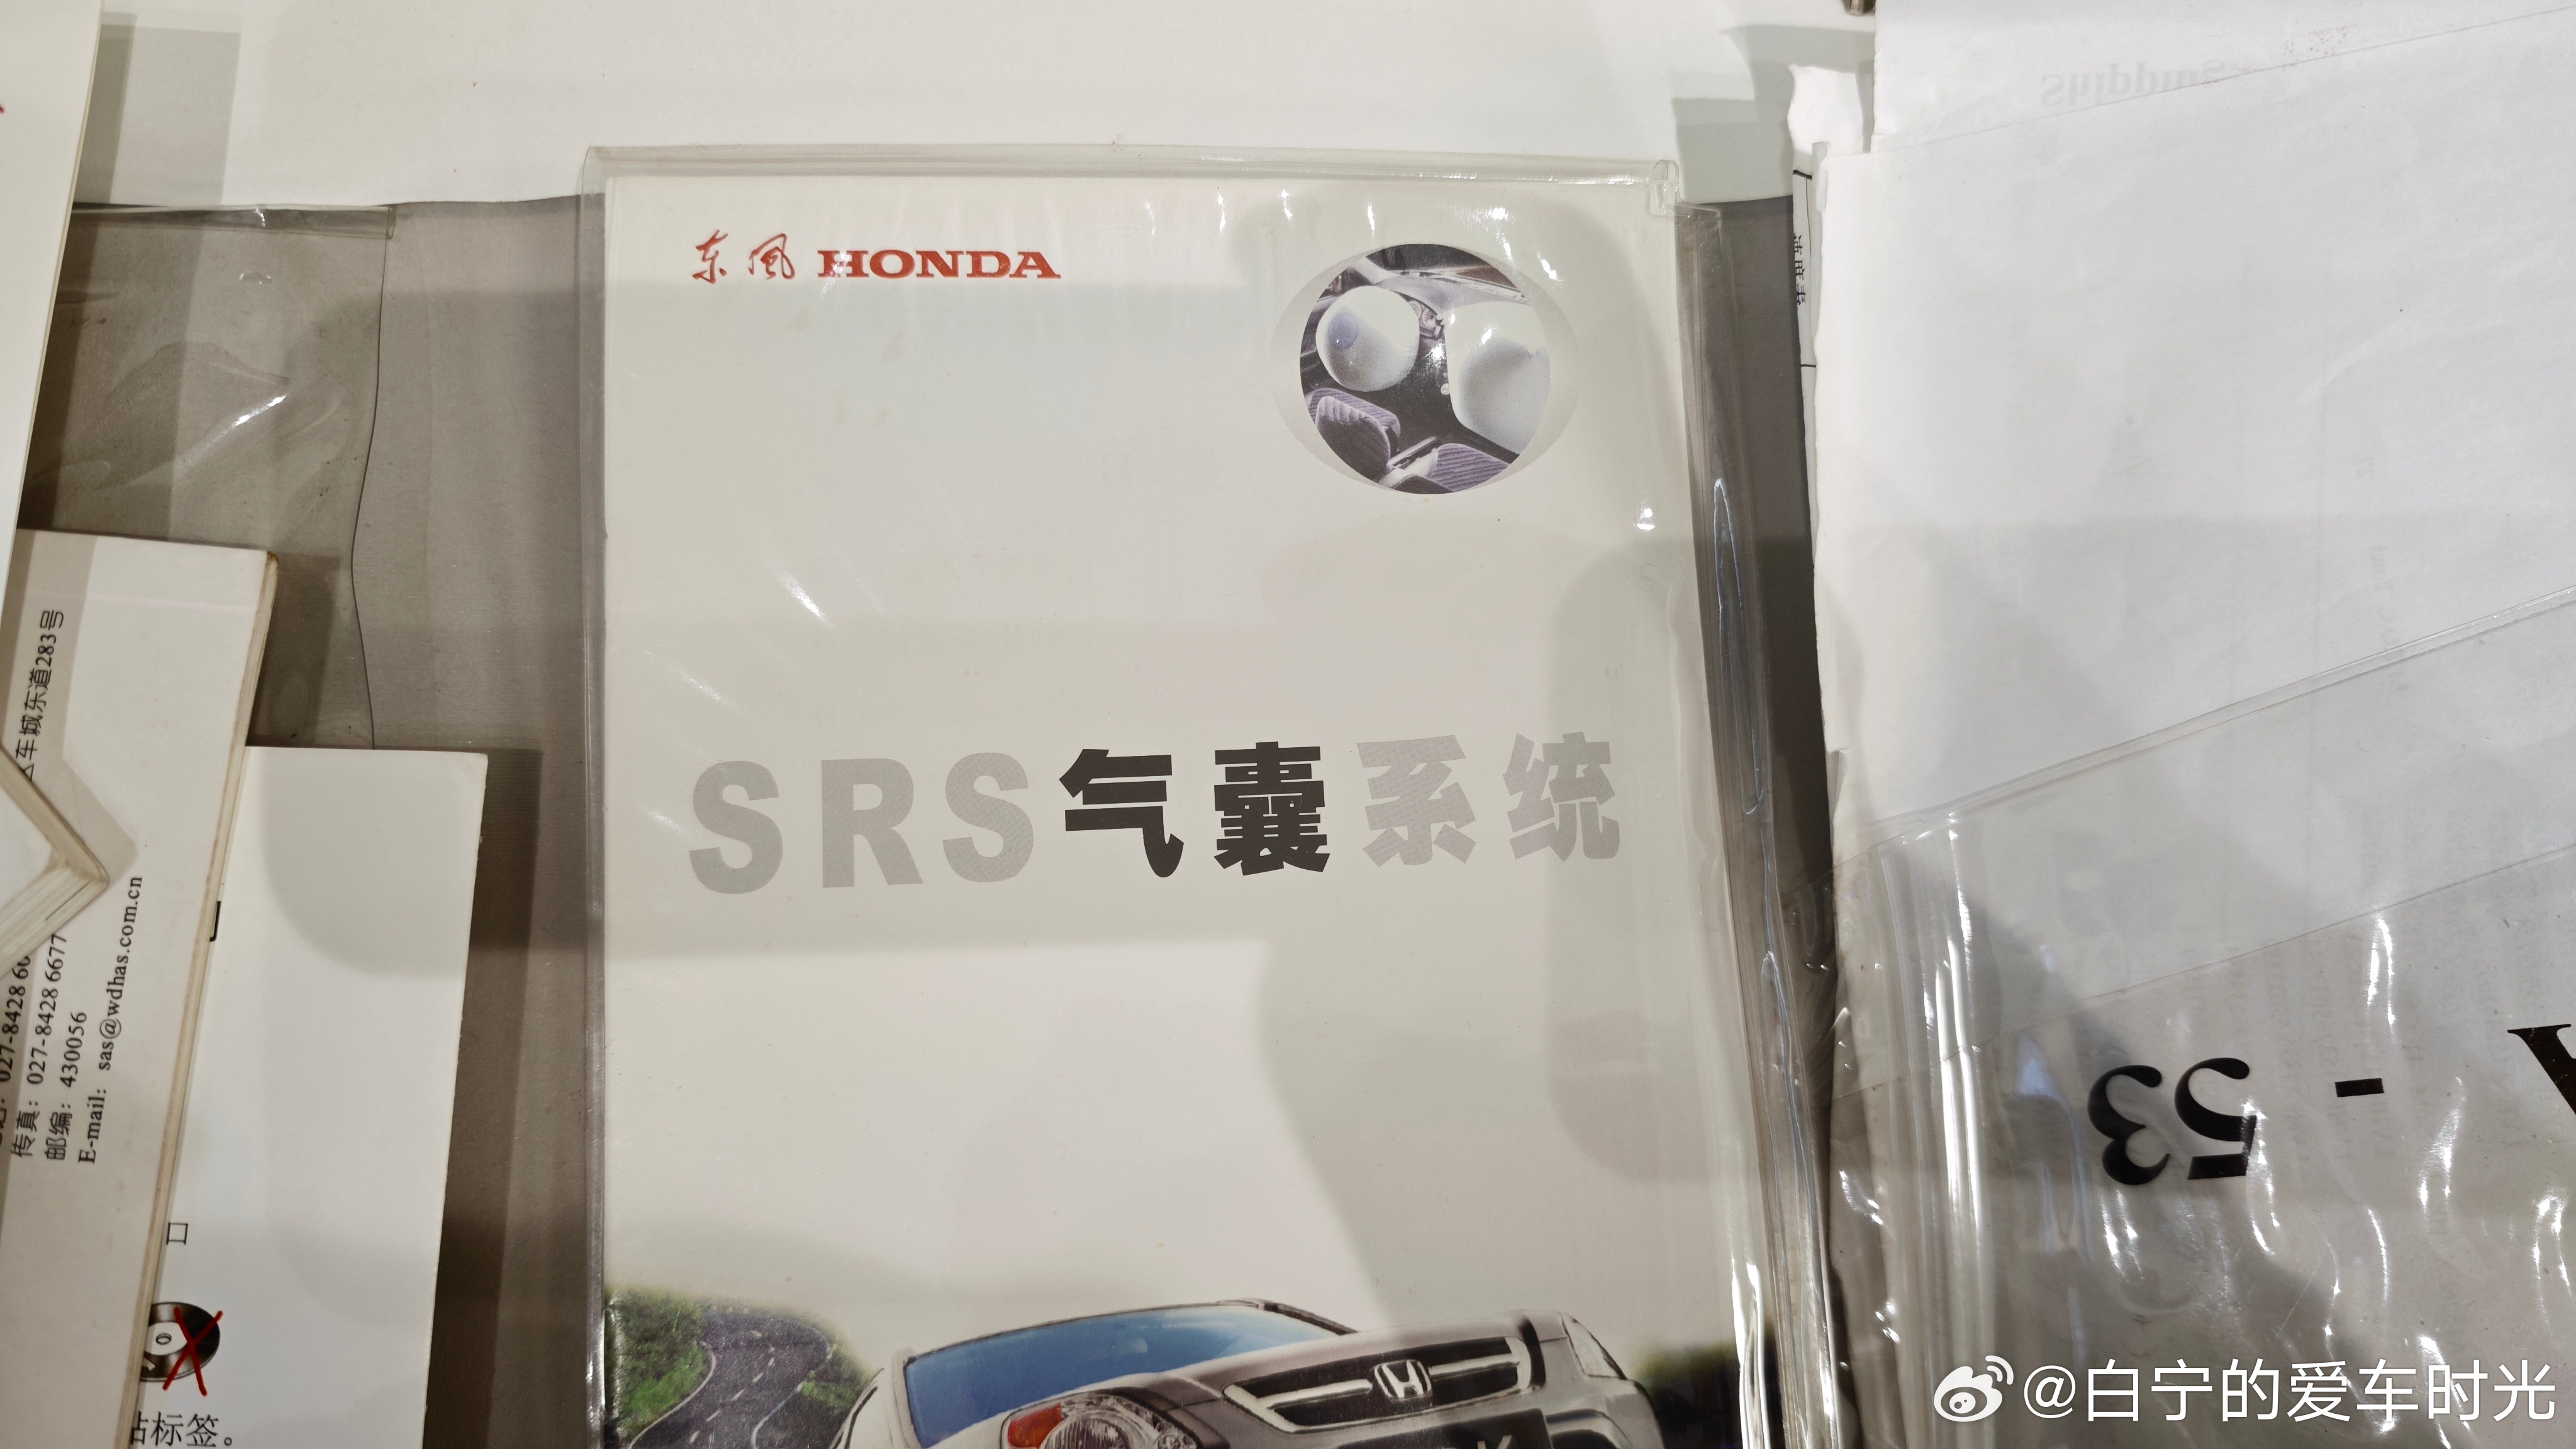 东风 HONDA
SRS气囊系统
车城东道283号
027-8428 6
传真：027-8428 6677
邮编：430056
E-mail：sas@wdhas.com.cn
口
标签。
Shipping
53 -
@白宁的爱车时光